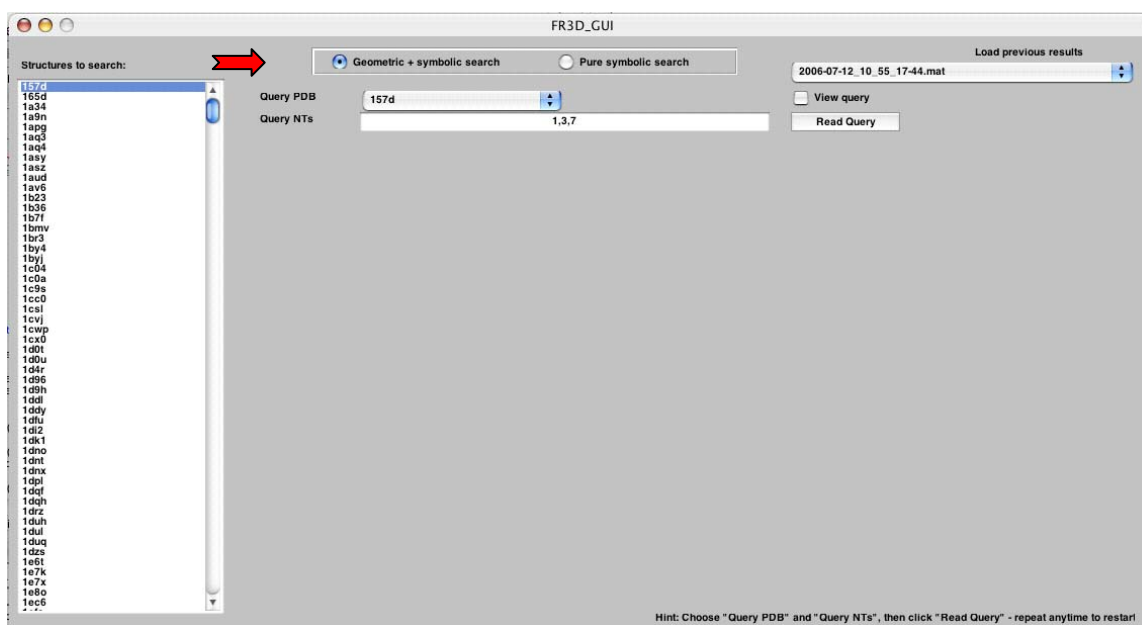 FR3D_GUI
Structures to search:
Geometric + symbolic search
Pure symbolic search
Load previous results
2006-07-12_10_55_17-44.mat
Query PDB
157d
View query
Query NTs
1,3,7
Read Query
157d
165d
1a34
1a9n
1apg
1aq3
1aq4
1asy
1asz
1aud
1av6
1b23
1b36
1b7f
1bmv
1br3
1by4
1byj
1c04
1c0a
1c9s
1cc0
1csl
1cvj
1cwp
1cx0
1d0t
1d0u
1d4r
1d96
1d9h
1ddl
1ddy
1dfu
1di2
1dk1
1dno
1dnt
1dnx
1dpl
1dqf
1dqh
1drz
1duh
1dul
1duq
1dzs
1e6t
1e7k
1e7x
1e8o
1ec6
Hint: Choose "Query PDB" and "Query NTs", then click "Read Query" - repeat anytime to restart